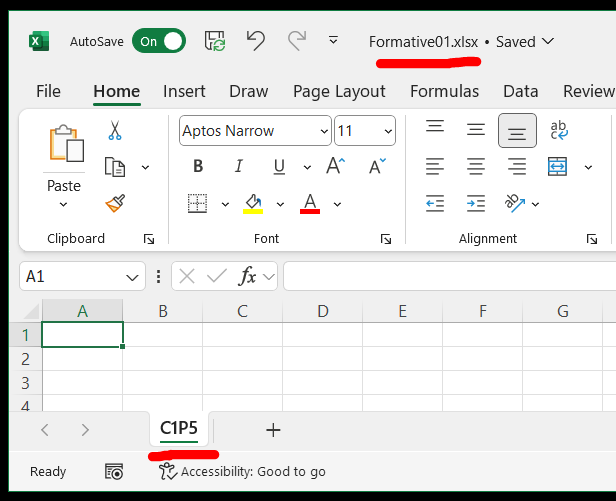 AutoSave On Formative01.xlsx • Saved
File Home Insert Draw Page Layout Formulas Data Review
Paste
Aptos Narrow 11
B I U A A
A
ab
c
Clipboard Font Alignment
A1 fx
A B C D E F G
1
2
3
4
C1P5 +
Ready Accessibility: Good to go